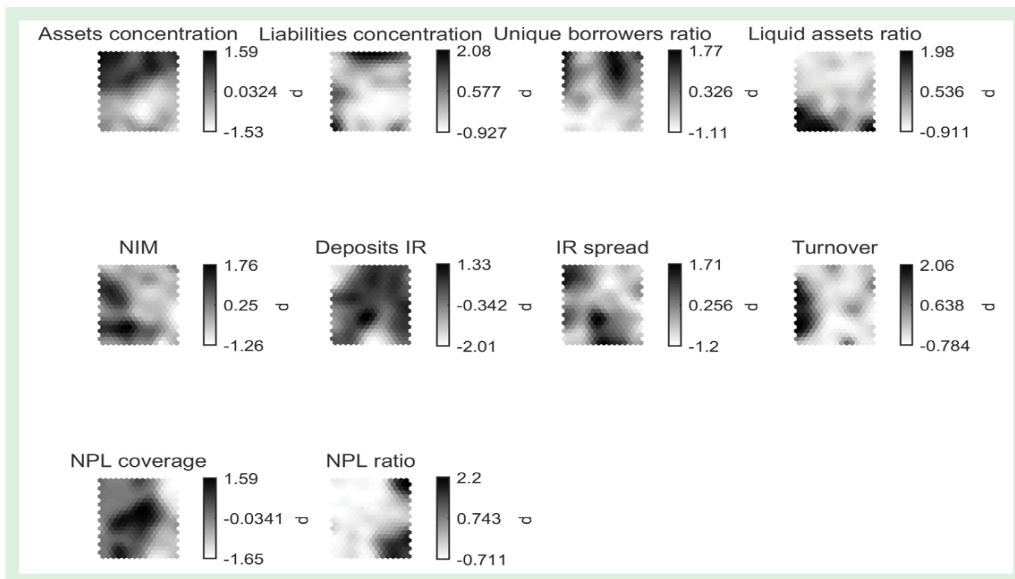 Assets concentration Liabilities concentration Unique borrowers ratio Liquid assets ratio
1.59 2.08 1.77 1.98
0.0324 d 0.577 d 0.326 d 0.536 d
-1.53 -0.927 -1.11 -0.911
NIM Deposits IR IR spread Turnover
1.76 1.33 1.71 2.06
0.25 d -0.342 d 0.256 d 0.638 d
-1.26 -2.01 -1.2 -0.784
NPL coverage NPL ratio
1.59 2.2
-0.0341 d 0.743 d
-1.65 -0.711